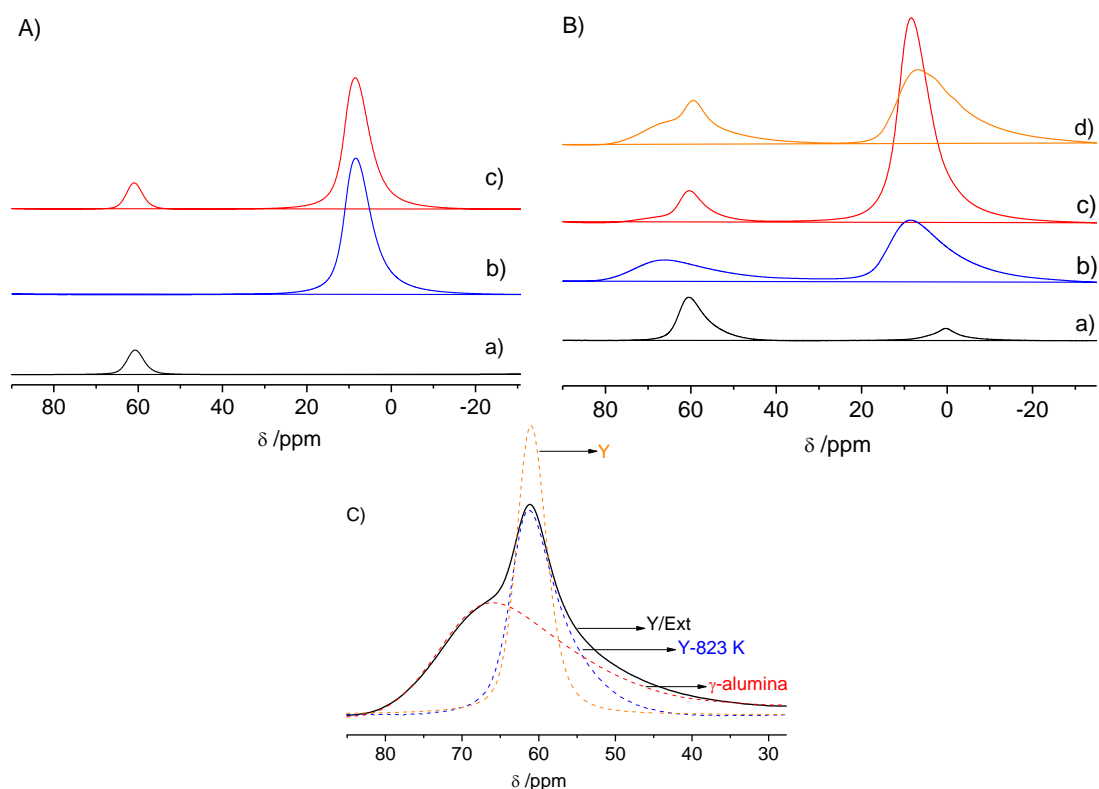 A)
c)
b)
a)
80 60 40 20 0 -20
δ /ppm
B)
d)
c)
b)
a)
80 60 40 20 0 -20
δ /ppm
C)
Y
Y/Ext
Y-823 K
γ-alumina
80 70 60 50 40 30
δ /ppm